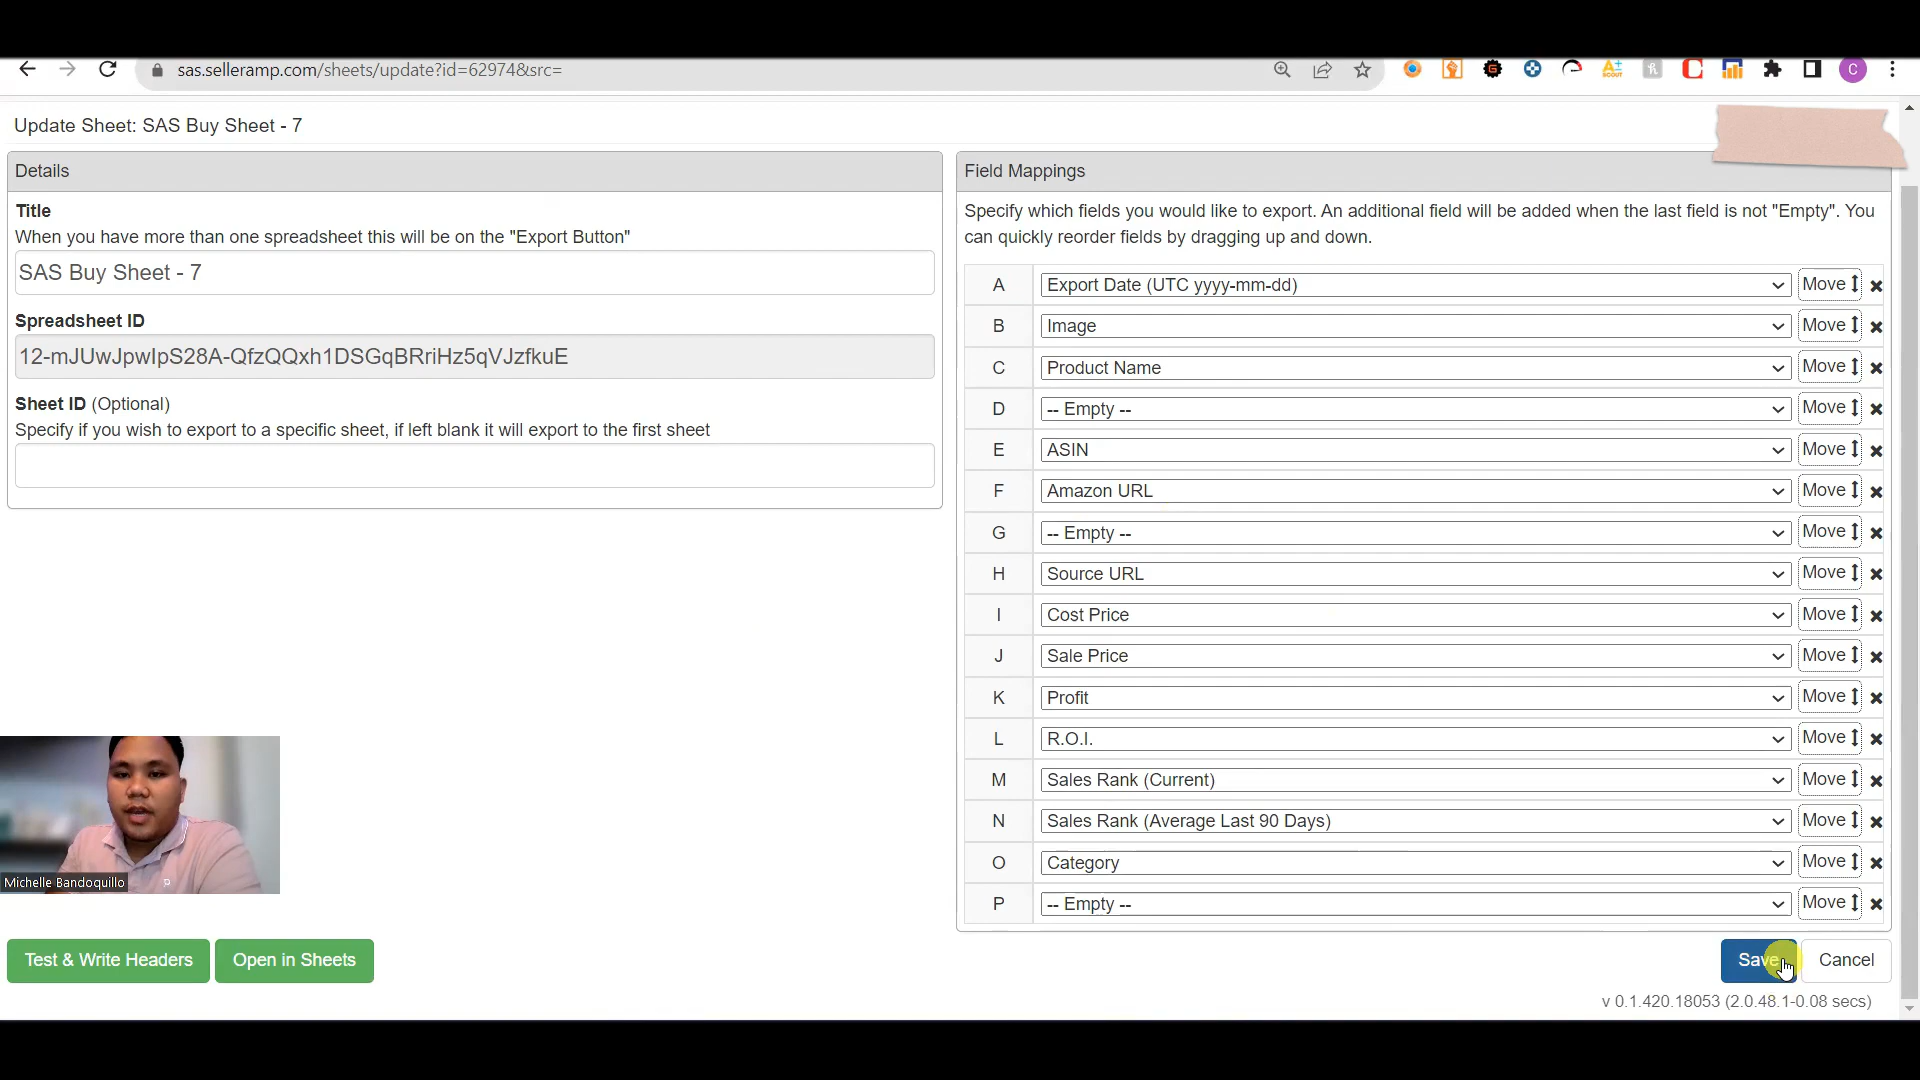 sas.selleramp.com/sheets/update?id=62974&src=
C
Update Sheet: SAS Buy Sheet - 7
Details
Title
When you have more than one spreadsheet this will be on the "Export Button"
SAS Buy Sheet - 7
Spreadsheet ID
12-mJUwJpwIpS28A-QfzQQxh1DSGqBRriHz5qVJzfkuE
Sheet ID (Optional)
Specify if you wish to export to a specific sheet, if left blank it will export to the first sheet
Field Mappings
Specify which fields you would like to export. An additional field will be added when the last field is not "Empty". You
can quickly reorder fields by dragging up and down.
A Export Date (UTC yyyy-mm-dd) Move
B Image Move
C Product Name Move
D -- Empty -- Move
E ASIN Move
F Amazon URL Move
G -- Empty -- Move
H Source URL Move
I Cost Price Move
J Sale Price Move
K Profit Move
L R.O.I. Move
M Sales Rank (Current) Move
N Sales Rank (Average Last 90 Days) Move
O Category Move
P -- Empty -- Move
Michelle Bandoquillo
Test & Write Headers Open in Sheets
Save Cancel
v 0.1.420.18053 (2.0.48.1-0.08 secs)